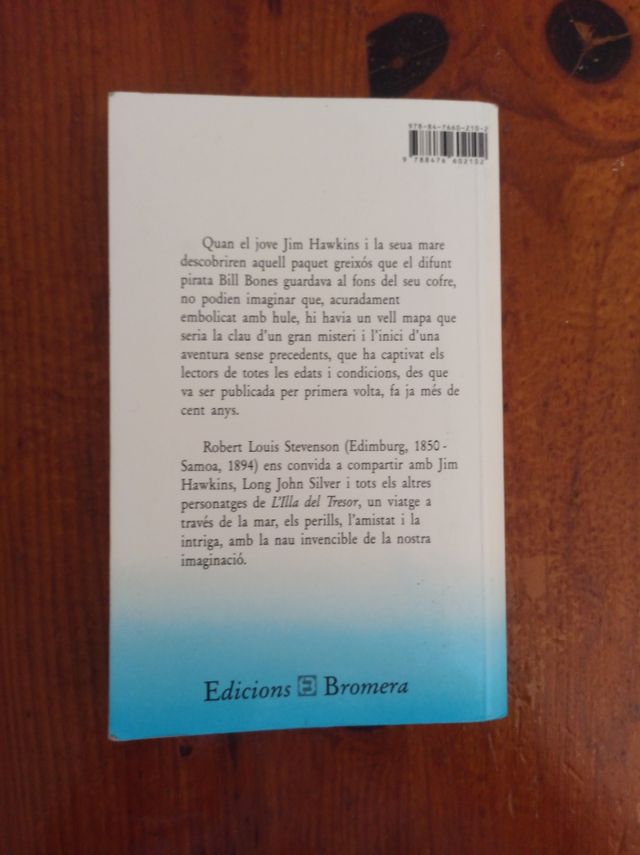 978-84-7660-210-2
9 788476 602102
Quan el jove Jim Hawkins i la seua mare
descobriren aquell paquet greixós que el difunt
pirata Bill Bones guardava al fons del seu cofre,
no podien imaginar que, acuradament
embolicat amb hule, hi havia un vell mapa que
seria la clau d'un gran misteri i l'inici d'una
aventura sense precedents, que ha captivat els
lectors de totes les edats i condicions, des que
va ser publicada per primera volta, fa ja més de
cent anys.
Robert Louis Stevenson (Edimburg, 1850 -
Samoa, 1894) ens convida a compartir amb Jim
Hawkins, Long John Silver i tots els altres
personatges de L'Illa del Tresor, un viatge a
través de la mar, els perills, l'amistat i la
intriga, amb la nau invencible de la nostra
imaginació.
Edicions Bromera